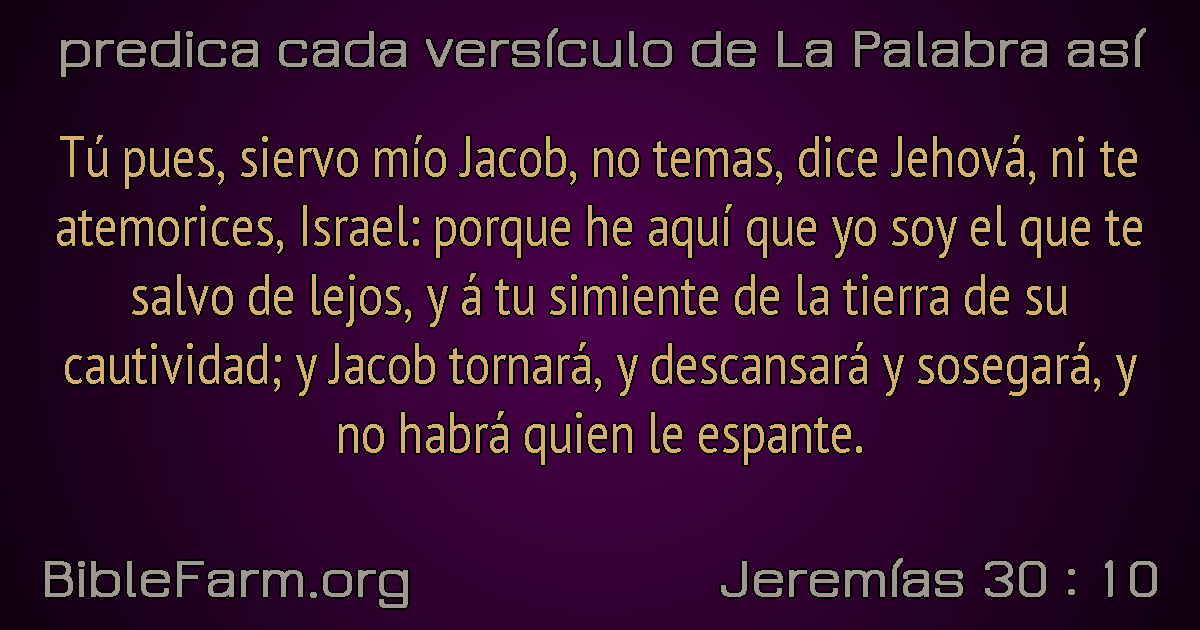 predica cada versículo de La Palabra así
Tú pues, siervo mío Jacob, no temas, dice Jehová, ni te
atemorices, Israel: porque he aquí que yo soy el que te
salvo de lejos, y á tu simiente de la tierra de su
cautividad; y Jacob tornará, y descansará y sosegará, y
no habrá quien le espante.
BibleFarm.org
Jeremías 30 : 10